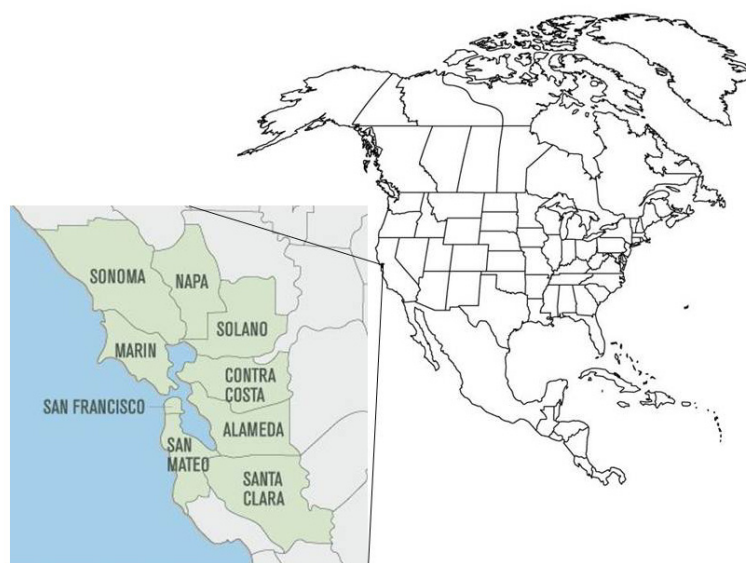 SONOMA
NAPA
SOLANO
MARIN
CONTRA
COSTA
SAN FRANCISCO
ALAMEDA
SAN
MATEO
SANTA
CLARA